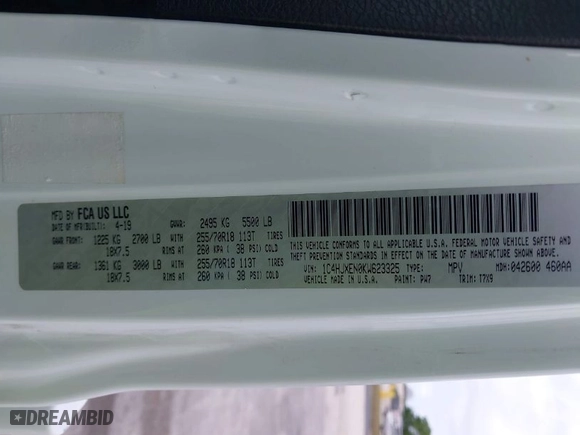 MFD BY FCA US LLC
DATE OF MFR/BUILT: 4-19 GVWR: 2495 KG 5500 LB
GAWR FRONT: 1225 KG 2700 LB WITH 255/70R18 113T TIRES
18X7.5 RIMS AT 260 KPA ( 38 PSI) COLD
GAWR REAR: 1361 KG 3000 LB WITH 255/70R18 113T TIRES
18X7.5 RIMS AT 260 KPA ( 38 PSI) COLD
THIS VEHICLE CONFORMS TO ALL APPLICABLE U.S.A. FEDERAL MOTOR VEHICLE SAFETY AND
THEFT PREVENTION STANDARDS IN EFFECT ON THE DATE OF MANUFACTURE SHOWN ABOVE.
VIN: 1C4HJXEN0KW623325 TYPE: MPV MDH: 042600 460AA
VEHICLE MADE IN U.S.A. PAINT: PW7 TRIM: T7X9
DREAMBID